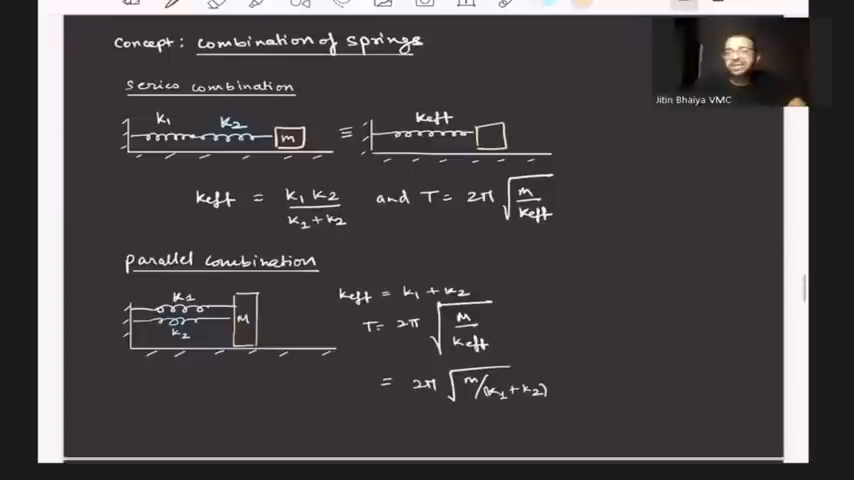 Concept: combination of springs
Jitin Bhaiya VMC
series combination
k1 k2 m ≡ keff
keff = k1 k2 / k1+k2 and T = 2π √m/keff
parallel combination
k1
k2
M
keff = k1 + k2
T = 2π √M/keff
= 2π √m/(k1+k2)